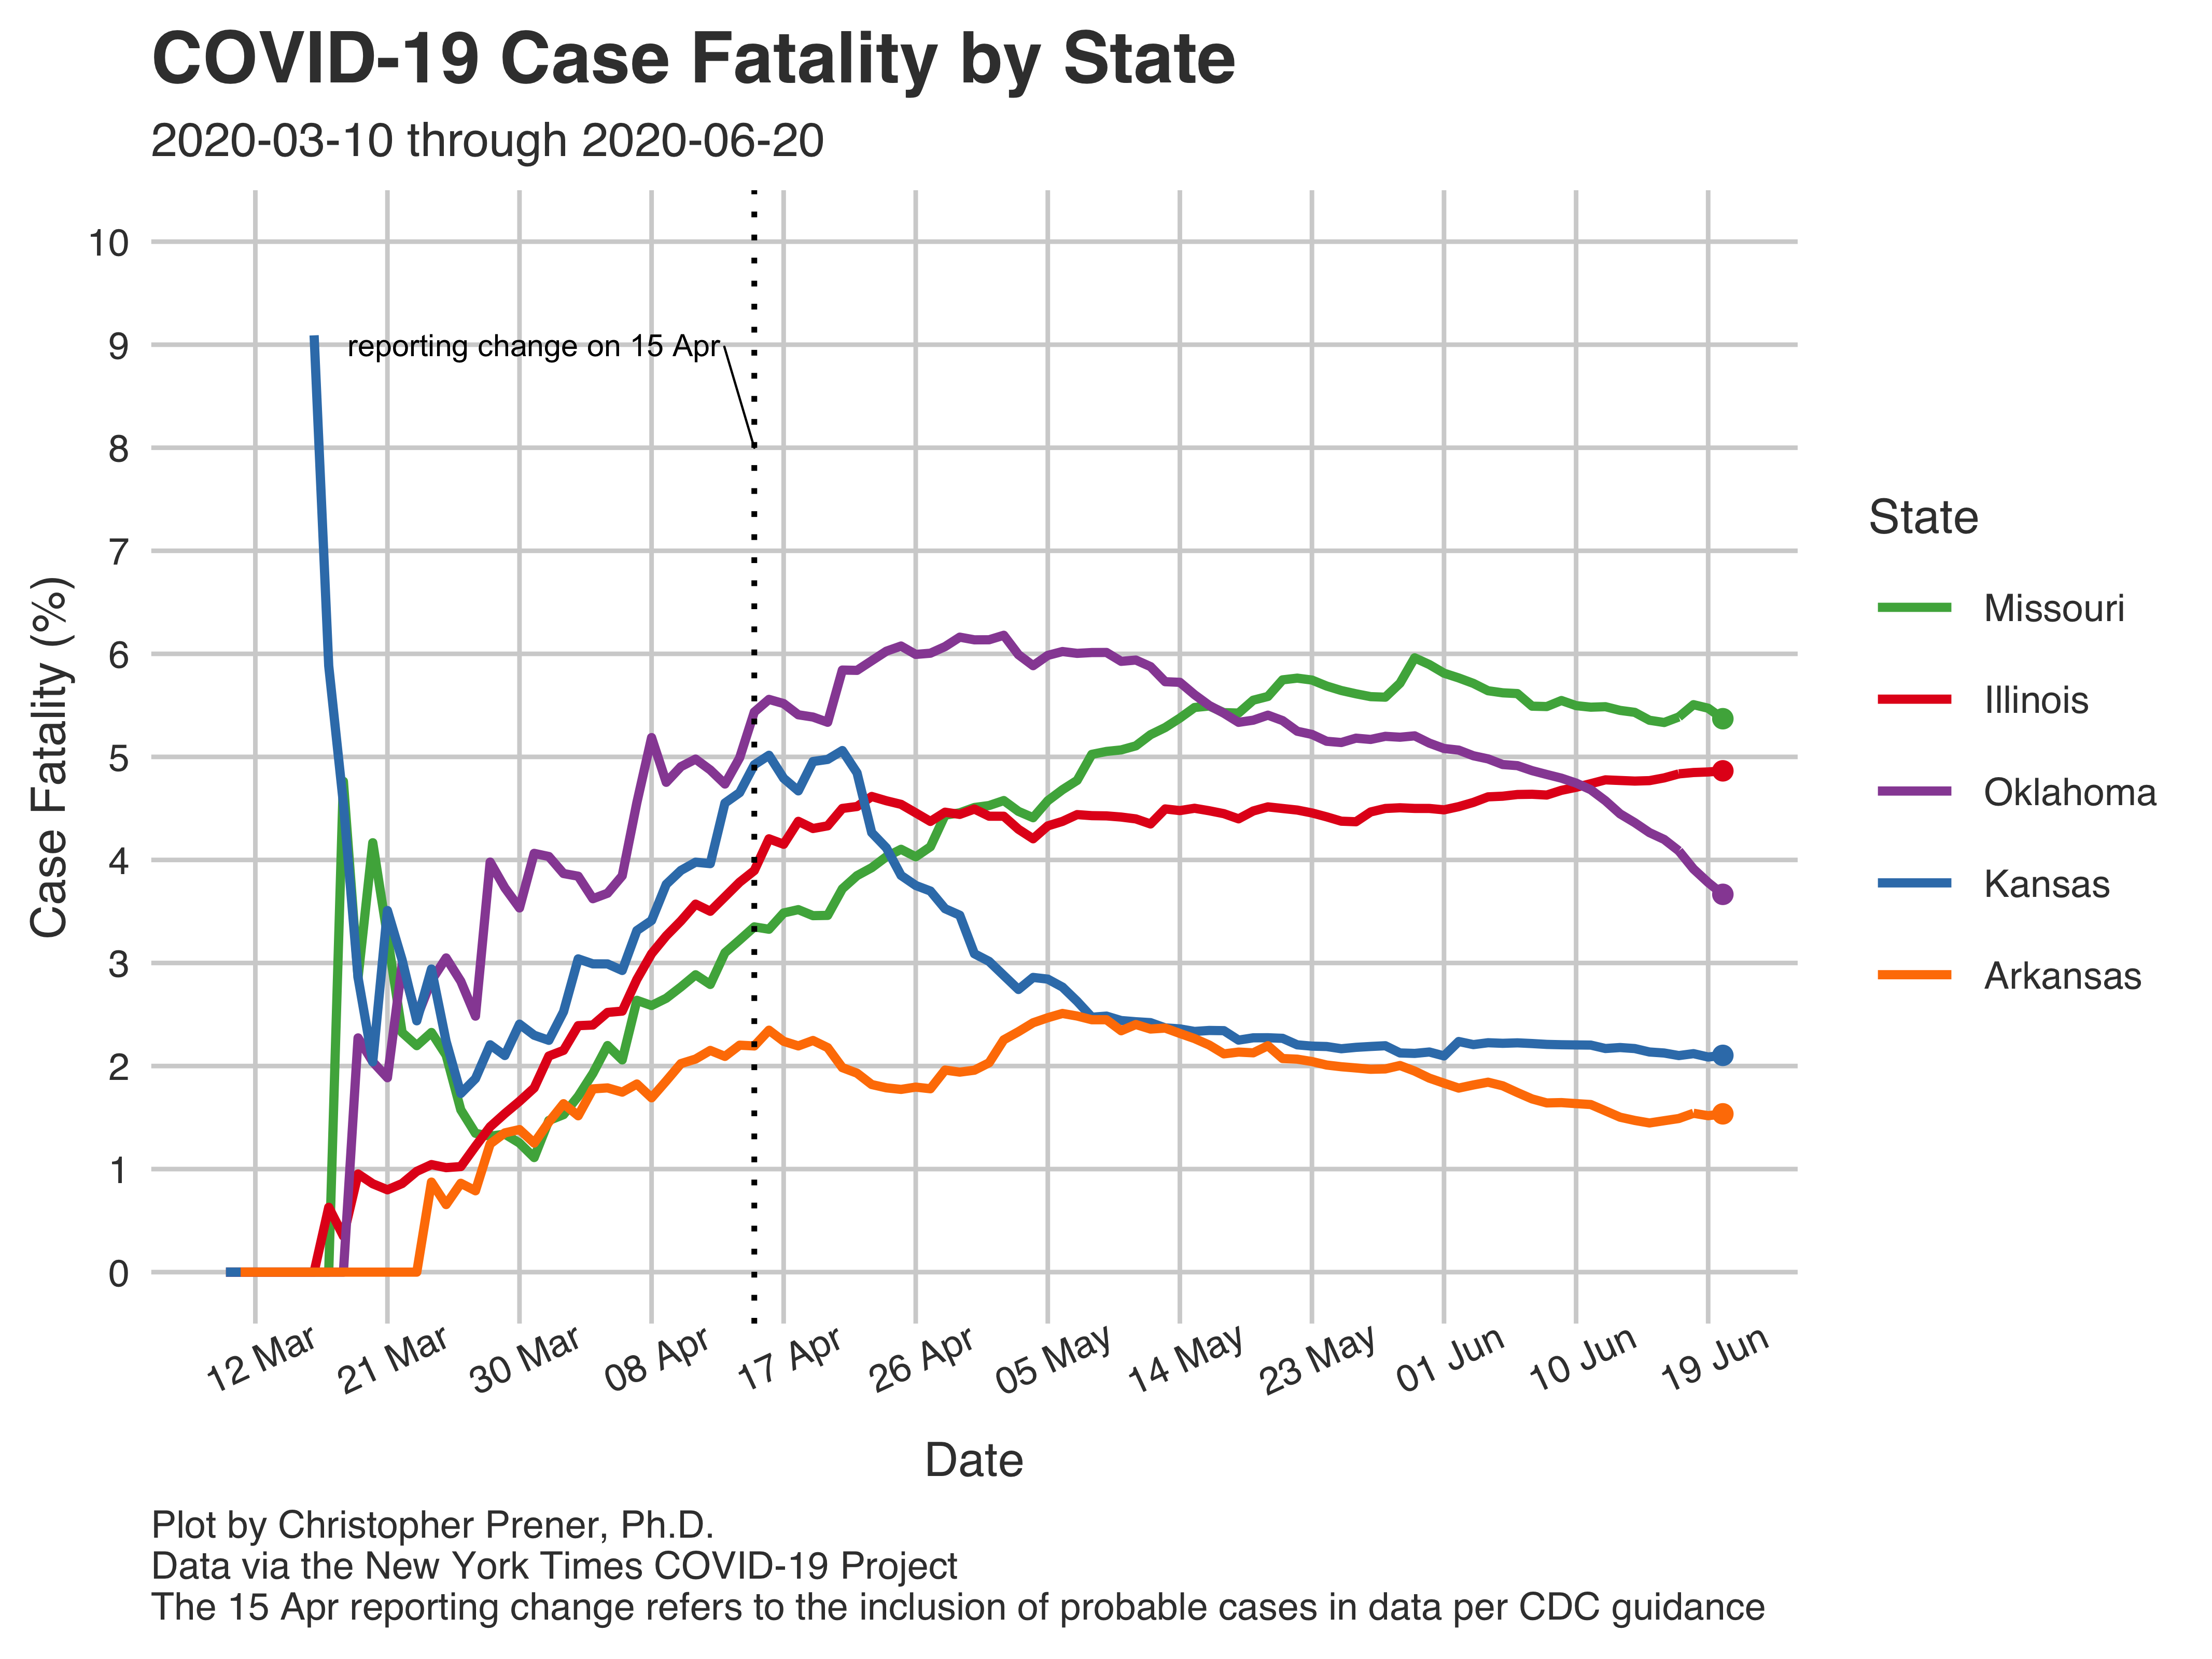 COVID-19 Case Fatality by State
2020-03-10 through 2020-06-20
10
9
8
7
6
5
4
3
2
1
0
Case Fatality (%)
reporting change on 15 Apr
12 Mar
21 Mar
30 Mar
08 Apr
17 Apr
26 Apr
05 May
14 May
23 May
01 Jun
10 Jun
19 Jun
Date
State
Missouri
Illinois
Oklahoma
Kansas
Arkansas
Plot by Christopher Prener, Ph.D.
Data via the New York Times COVID-19 Project
The 15 Apr reporting change refers to the inclusion of probable cases in data per CDC guidance